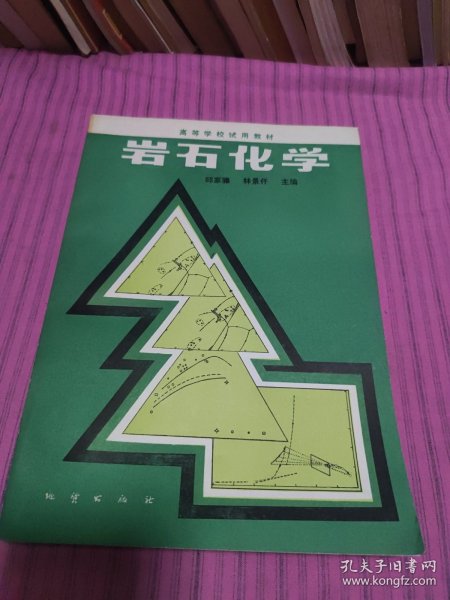 高等学校试用教材
岩石化学
邱家骧 林景仟 主编
地质出版社
孔夫子旧书网
www.kongfz.com